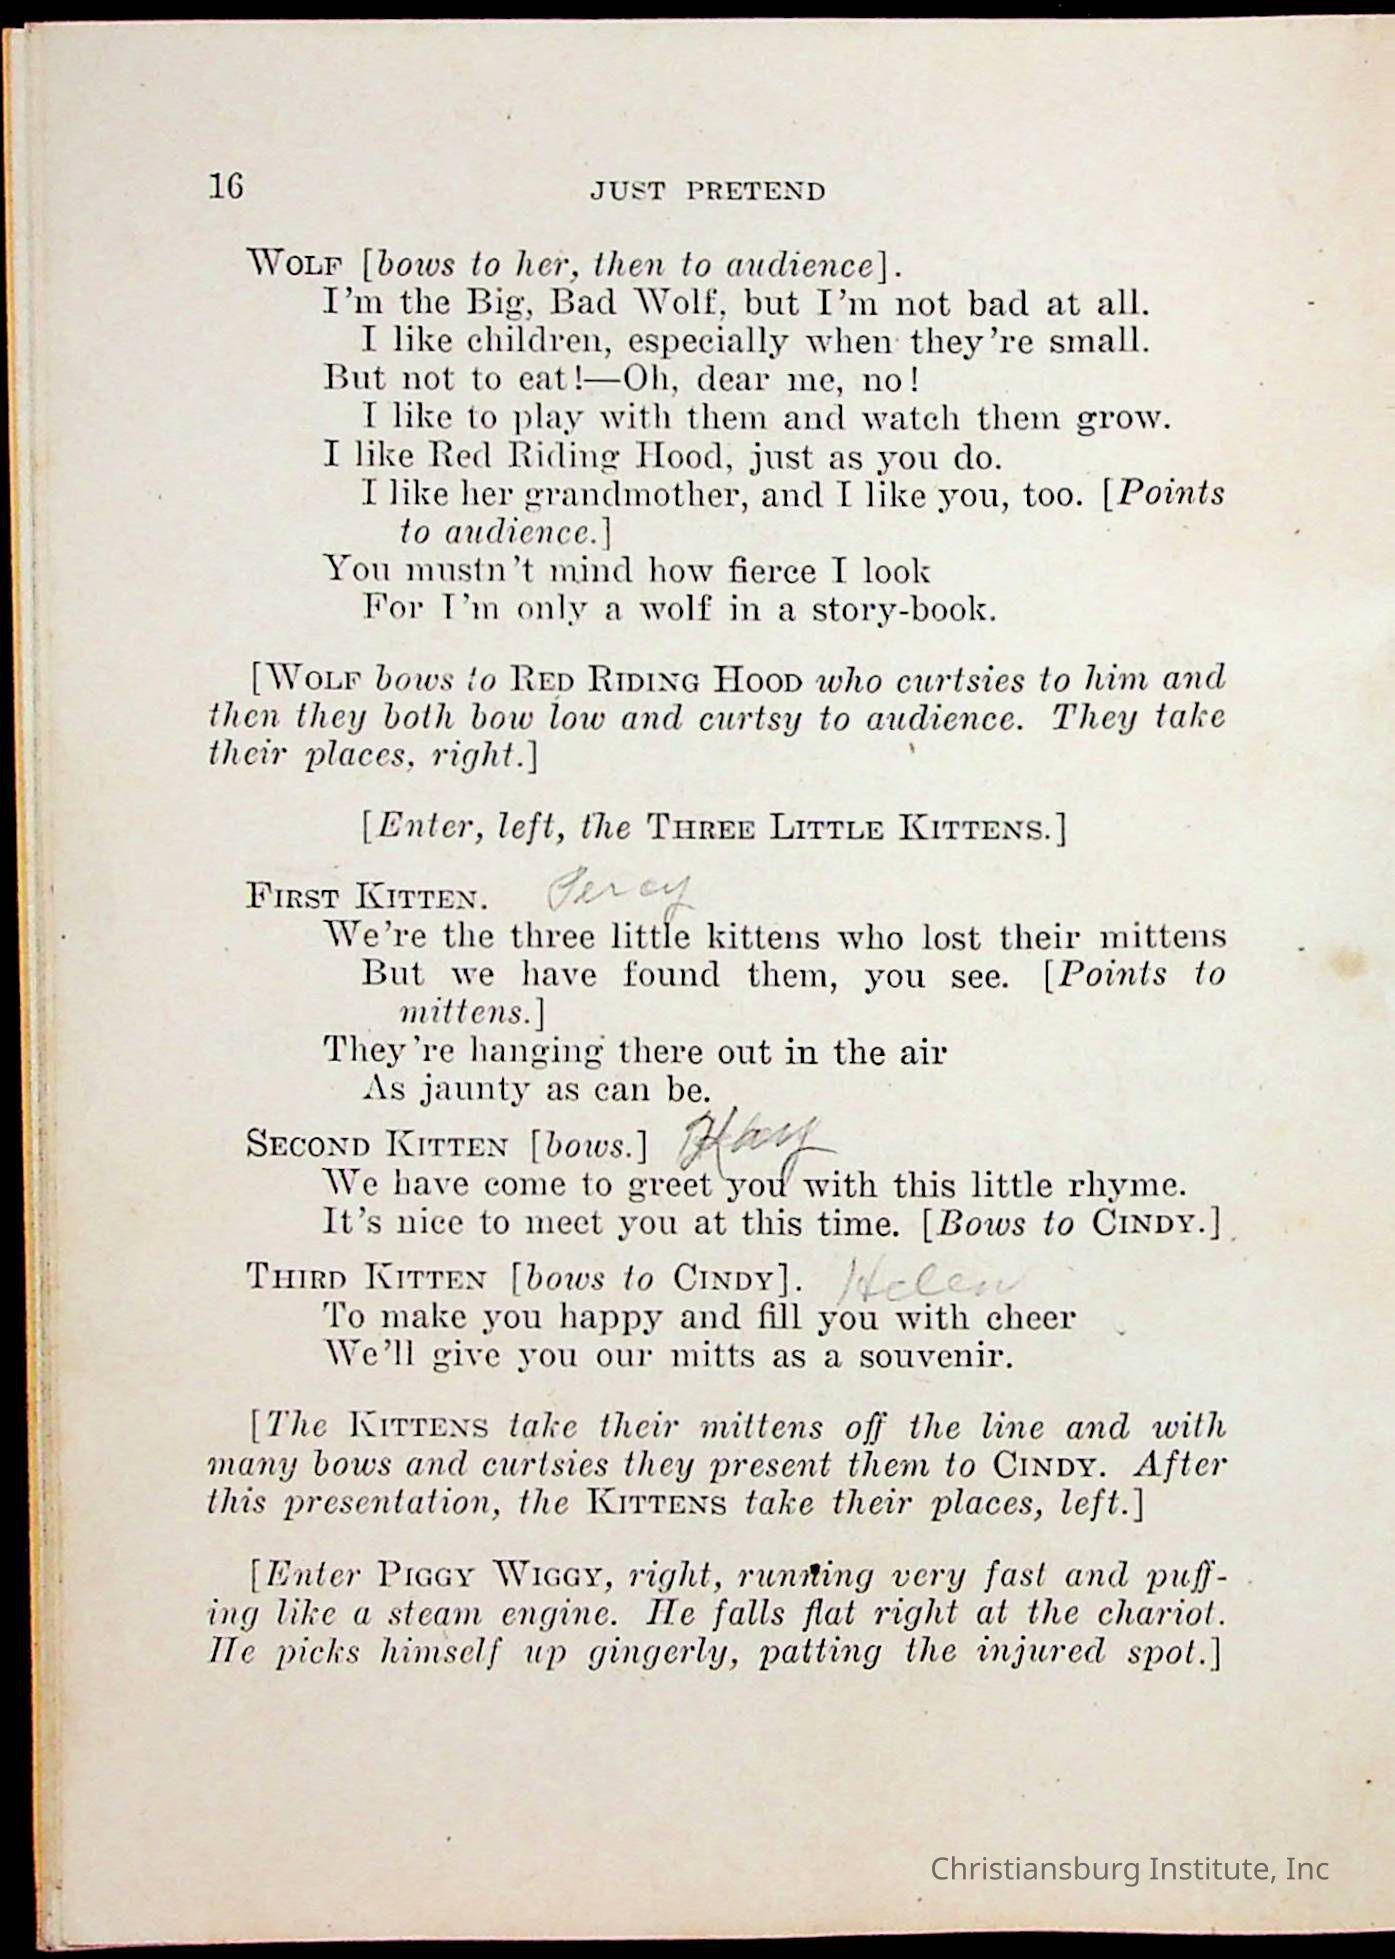 16 JUST PRETEND
WOLF [bows to her, then to audience].
I'm the Big, Bad Wolf, but I'm not bad at all.
I like children, especially when they're small.
But not to eat!—Oh, dear me, no!
I like to play with them and watch them grow.
I like Red Riding Hood, just as you do.
I like her grandmother, and I like you, too. [Points
to audience.]
You mustn't mind how fierce I look
For I'm only a wolf in a story-book.
[WOLF bows to RED RIDING HOOD who curtsies to him and
then they both bow low and curtsy to audience. They take
their places, right.]
[Enter, left, the THREE LITTLE KITTENS.]
FIRST KITTEN. Percy
We're the three little kittens who lost their mittens
But we have found them, you see. [Points to
mittens.]
They're hanging there out in the air
As jaunty as can be.
SECOND KITTEN [bows.]
We have come to greet you with this little rhyme.
It's nice to meet you at this time. [Bows to CINDY.]
THIRD KITTEN [bows to CINDY]. Helen
To make you happy and fill you with cheer
We'll give you our mitts as a souvenir.
[The KITTENS take their mittens off the line and with
many bows and curtsies they present them to CINDY. After
this presentation, the KITTENS take their places, left.]
[Enter PIGGY WIGGY, right, running very fast and puff-
ing like a steam engine. He falls flat right at the chariot.
He picks himself up gingerly, patting the injured spot.]
Christiansburg Institute, Inc